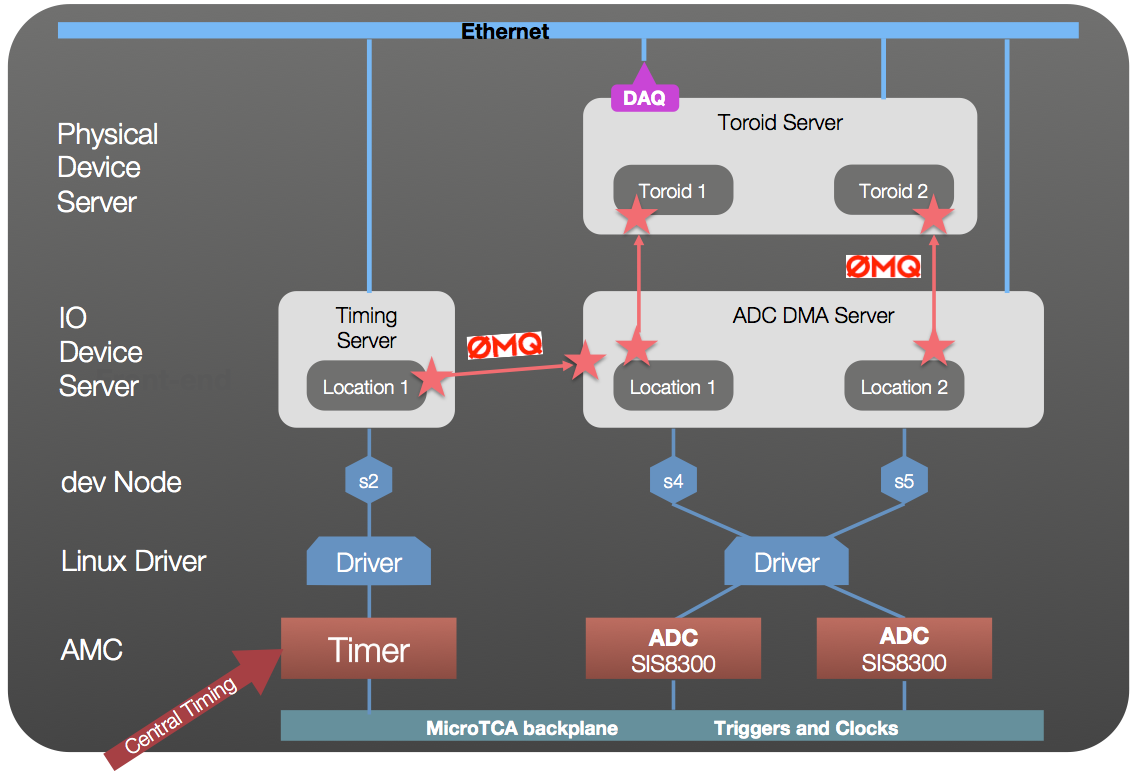 Ethernet
DAQ
Physical
Device
Server
Toroid Server
Toroid 1
Toroid 2
ØMQ
IO
Device
Server
Timing
Server
ØMQ
ADC DMA Server
Location 1
Location 1
Location 2
dev Node
s2
s4
s5
Linux Driver
Driver
Driver
AMC
Timer
ADC
SIS8300
ADC
SIS8300
Central Timing
MicroTCA backplane
Triggers and Clocks